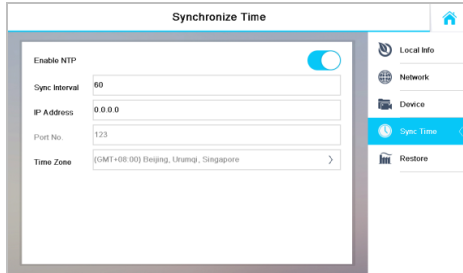 Synchronize Time
Enable NTP
Sync Interval 60
IP Address 0.0.0.0
Port No. 123
Time Zone (GMT+08:00) Beijing, Urumqi, Singapore
Local Info
Network
Device
Sync Time
Restore